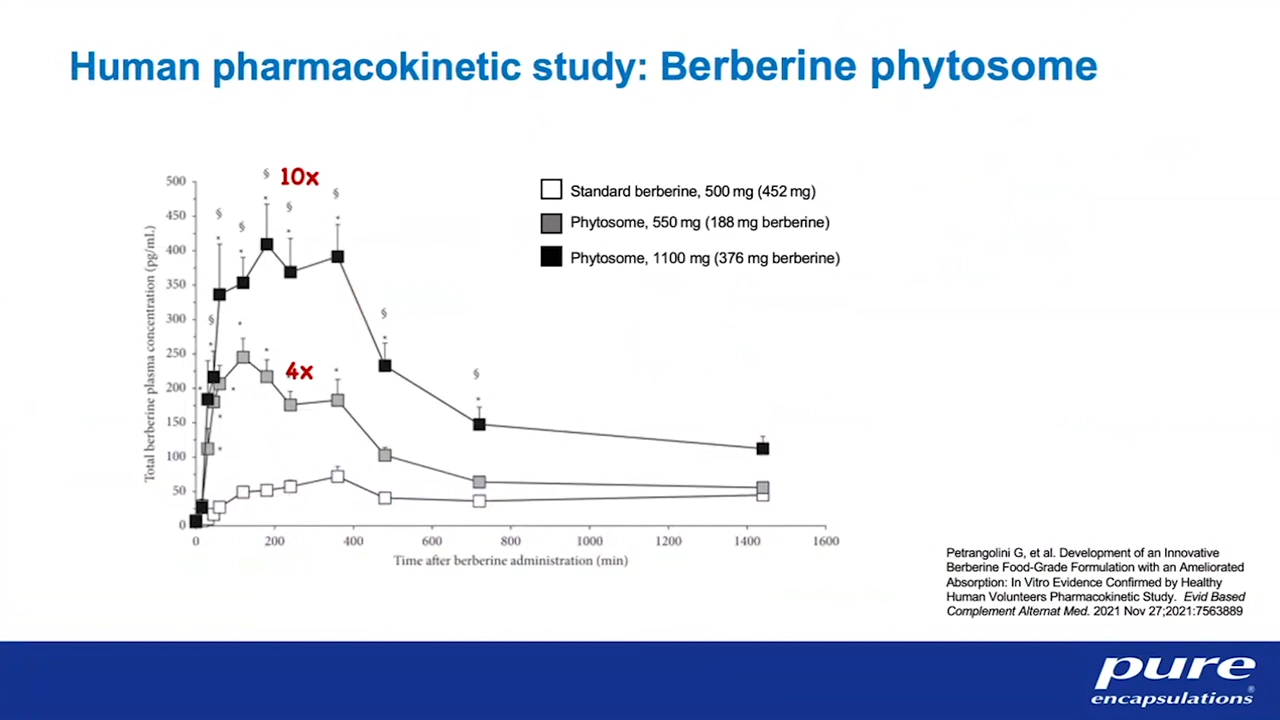 Human pharmacokinetic study: Berberine phytosome
10x
4x
Standard berberine, 500 mg (452 mg)
Phytosome, 550 mg (188 mg berberine)
Phytosome, 1100 mg (376 mg berberine)
Total berberine plasma concentration (pg/mL)
500
450
400
350
300
250
200
150
100
50
0
0 200 400 600 800 1000 1200 1400 1600
Time after berberine administration (min)
Petrangolini G, et al. Development of an Innovative
Berberine Food-Grade Formulation with an Ameliorated
Absorption: In Vitro Evidence Confirmed by Healthy
Human Volunteers Pharmacokinetic Study. Evid Based
Complement Alternat Med. 2021 Nov 27;2021:7563889
pure
encapsulations®